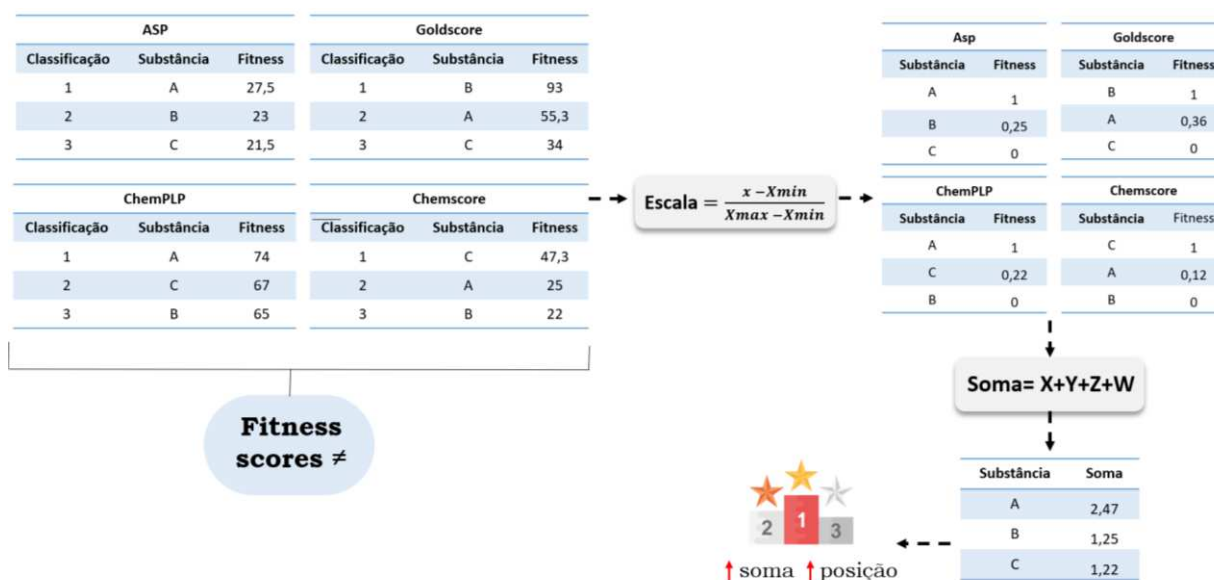 ASP
Classificação Substância Fitness
1 A 27,5
2 B 23
3 C 21,5
Goldscore
Classificação Substância Fitness
1 B 93
2 A 55,3
3 C 34
ChemPLP
Classificação Substância Fitness
1 A 74
2 C 67
3 B 65
Chemscore
Classificação Substância Fitness
1 C 47,3
2 A 25
3 B 22
Fitness
scores ≠
Escala = x − Xmin / Xmax − Xmin
Asp
Substância Fitness
A 1
B 0,25
C 0
Goldscore
Substância Fitness
B 1
A 0,36
C 0
ChemPLP
Substância Fitness
A 1
C 0,22
B 0
Chemscore
Substância Fitness
C 1
A 0,12
B 0
Soma= X+Y+Z+W
Substância Soma
A 2,47
B 1,25
C 1,22
2 1 3
↑ soma ↑ posição